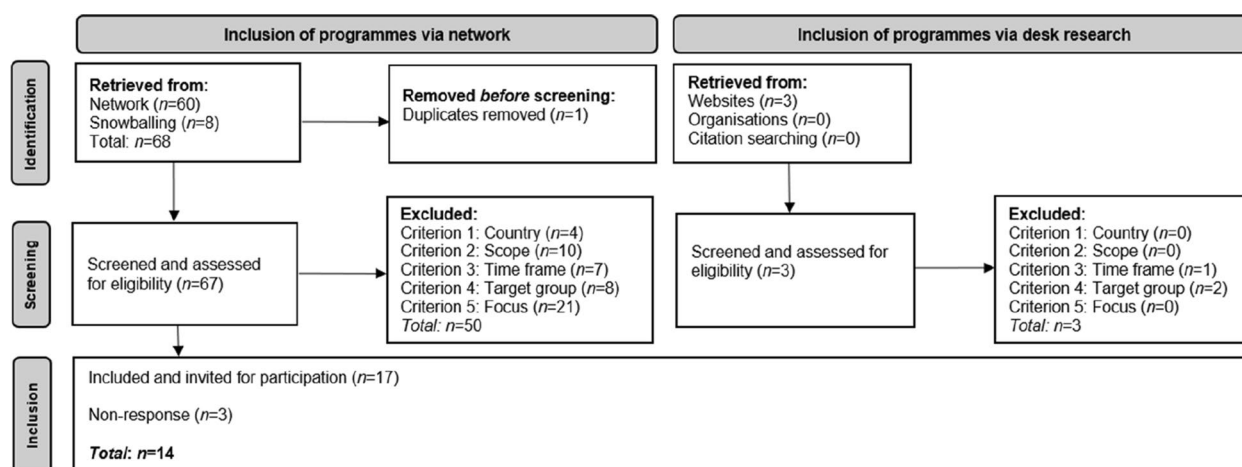 Inclusion of programmes via network
Inclusion of programmes via desk research
Identification
Retrieved from:
Network (n=60)
Snowballing (n=8)
Total: n=68
Removed before screening:
Duplicates removed (n=1)
Retrieved from:
Websites (n=3)
Organisations (n=0)
Citation searching (n=0)
Screening
Screened and assessed
for eligibility (n=67)
Excluded:
Criterion 1: Country (n=4)
Criterion 2: Scope (n=10)
Criterion 3: Time frame (n=7)
Criterion 4: Target group (n=8)
Criterion 5: Focus (n=21)
Total: n=50
Screened and assessed for
eligibility (n=3)
Excluded:
Criterion 1: Country (n=0)
Criterion 2: Scope (n=0)
Criterion 3: Time frame (n=1)
Criterion 4: Target group (n=2)
Criterion 5: Focus (n=0)
Total: n=3
Inclusion
Included and invited for participation (n=17)
Non-response (n=3)
Total: n=14